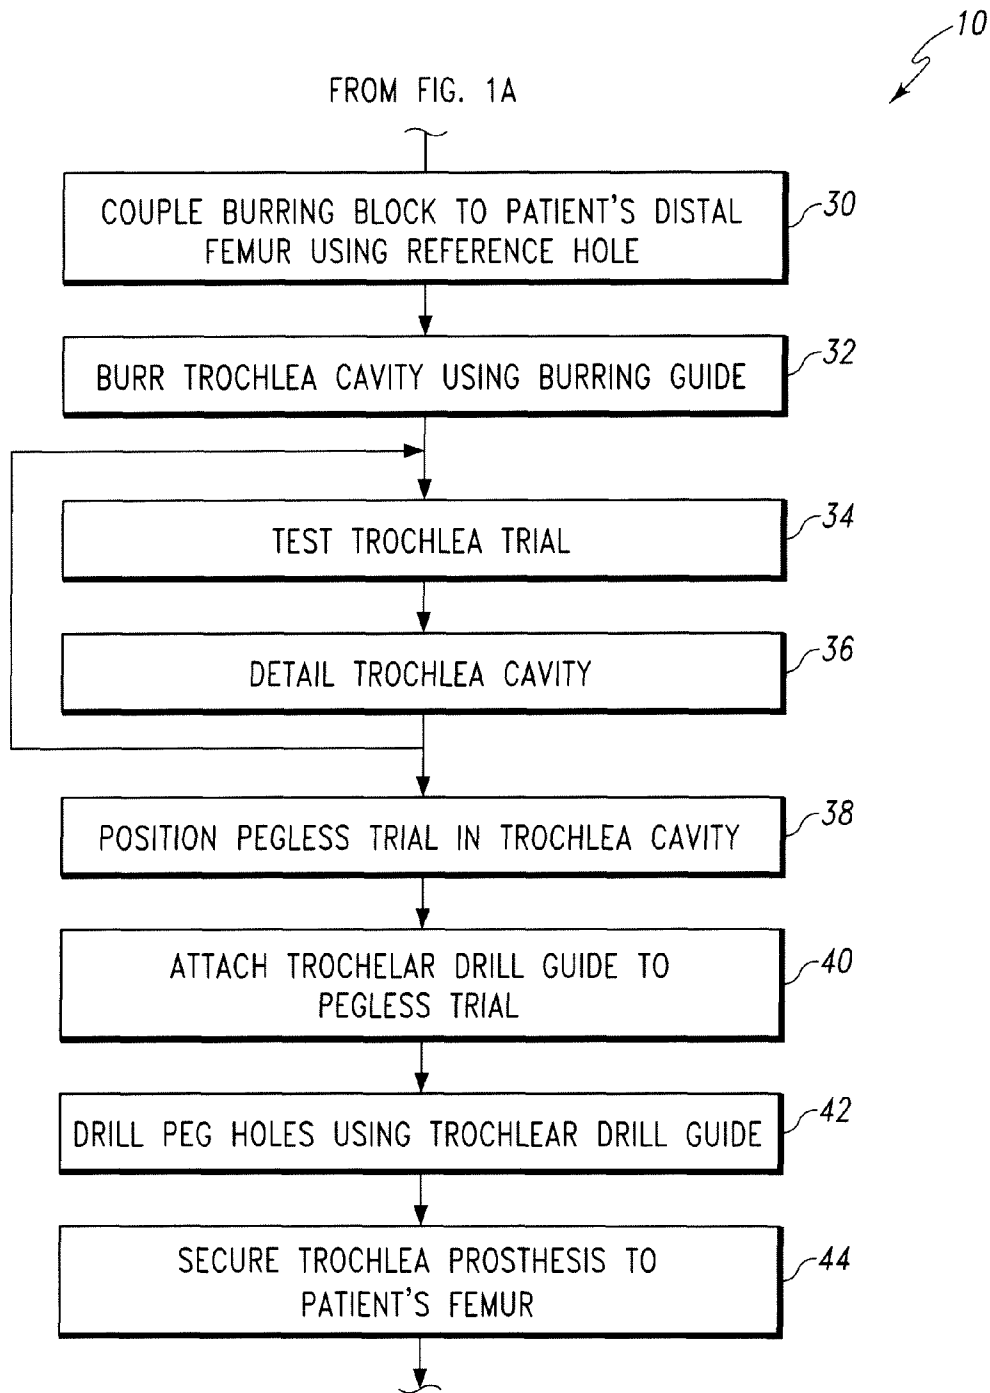 10
FROM FIG. 1A
COUPLE BURRING BLOCK TO PATIENT'S DISTAL
FEMUR USING REFERENCE HOLE
30
BURR TROCHLEA CAVITY USING BURRING GUIDE
32
TEST TROCHLEA TRIAL
34
DETAIL TROCHLEA CAVITY
36
POSITION PEGLESS TRIAL IN TROCHLEA CAVITY
38
ATTACH TROCHELAR DRILL GUIDE TO
PEGLESS TRIAL
40
DRILL PEG HOLES USING TROCHLEAR DRILL GUIDE
42
SECURE TROCHLEA PROSTHESIS TO
PATIENT'S FEMUR
44